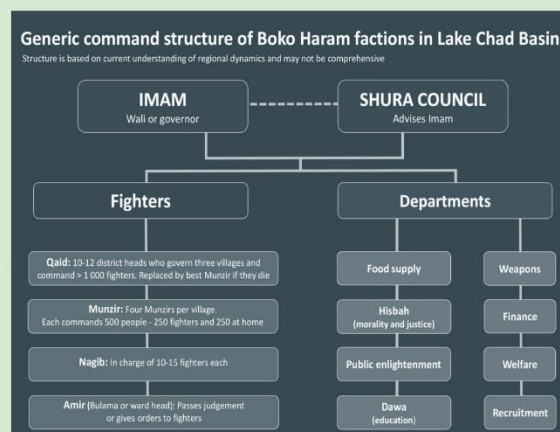 Generic command structure of Boko Haram factions in Lake Chad Basin
Structure is based on current understanding of regional dynamics and may not be comprehensive
IMAM
Wali or governor
SHURA COUNCIL
Advises Imam
Fighters
Departments
Qaid: 10-12 district heads who govern three villages and
command > 1 000 fighters. Replaced by best Munzir if they die
Munzir: Four Munzirs per village.
Each commands 500 people - 250 fighters and 250 at home
Nagib: In charge of 10-15 fighters each
Amir (Bulama or ward head): Passes judgement
or gives orders to fighters
Food supply
Hisbah
(morality and justice)
Public enlightenment
Dawa
(education)
Weapons
Finance
Welfare
Recruitment